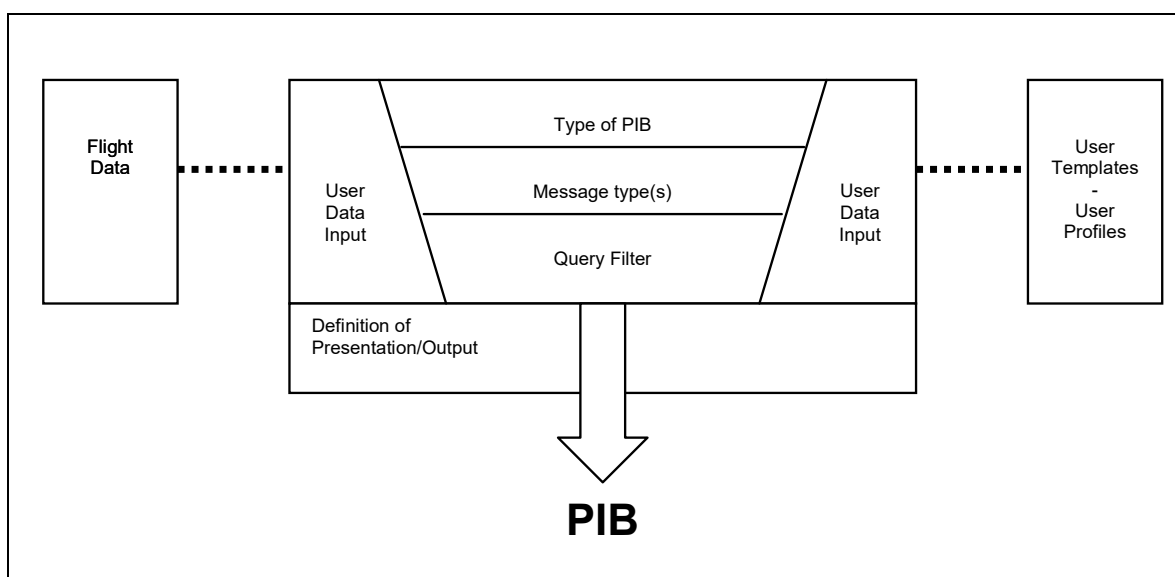 Flight
Data
User
Data
Input
Type of PIB
Message type(s)
Query Filter
User
Data
Input
User
Templates
-
User
Profiles
Definition of
Presentation/Output
PIB